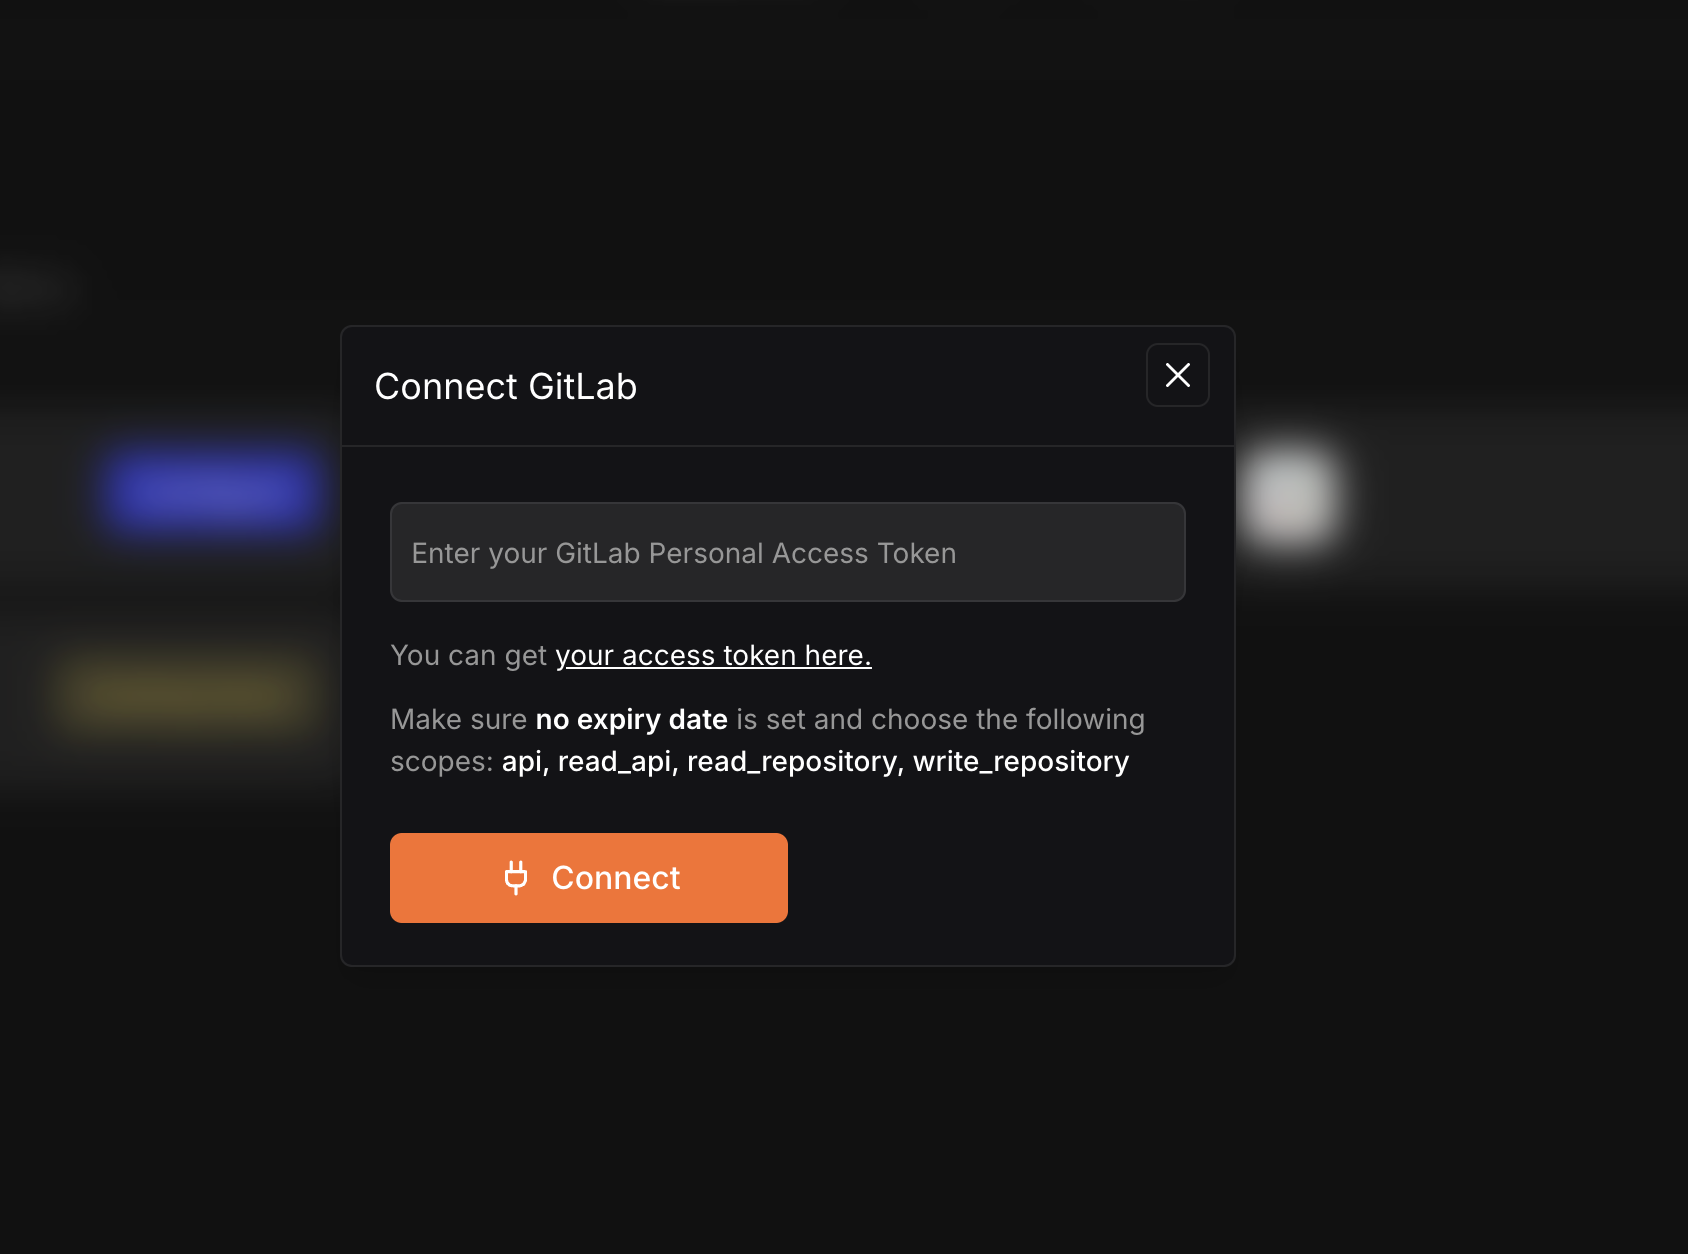 Connect GitLab
Enter your GitLab Personal Access Token
You can get your access token here.
Make sure no expiry date is set and choose the following
scopes: api, read_api, read_repository, write_repository
Connect